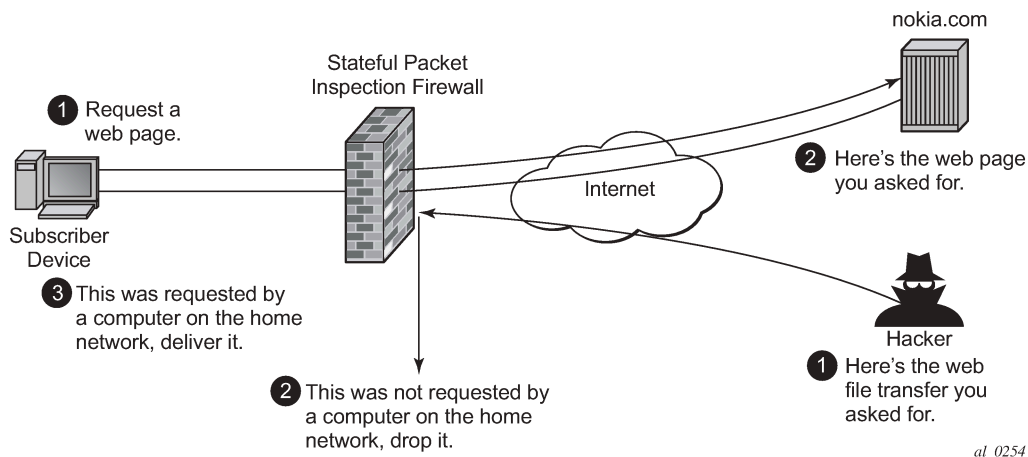 nokia.com
Stateful Packet
Inspection Firewall
1 Request a
web page.
2 Here's the web page
you asked for.
Internet
Subscriber
Device
3 This was requested by
a computer on the home
network, deliver it.
Hacker
1 Here's the web
file transfer you
asked for.
2 This was not requested by
a computer on the home
network, drop it.
al_0254